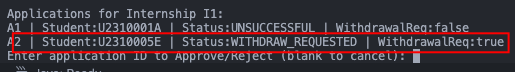 Applications for Internship I1:
A1 | Student:U2310001A | Status:UNSUCCESSFUL | WithdrawalReq:false
A2 | Student:U2310005E | Status:WITHDRAW_REQUESTED | WithdrawalReq:true
Enter application ID to Approve/Reject (blank to cancel):